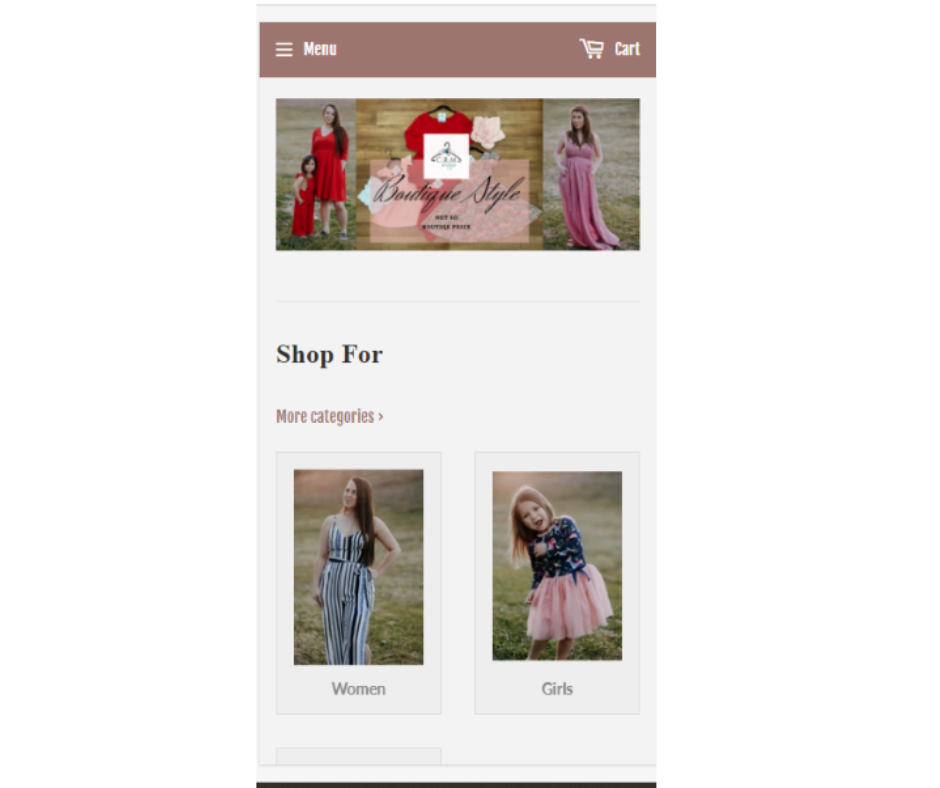 Menu
Cart
C.R.M.
Boutique Style
NOT SO
BOUTIQUE PRICE
Shop For
More categories ›
Women
Girls